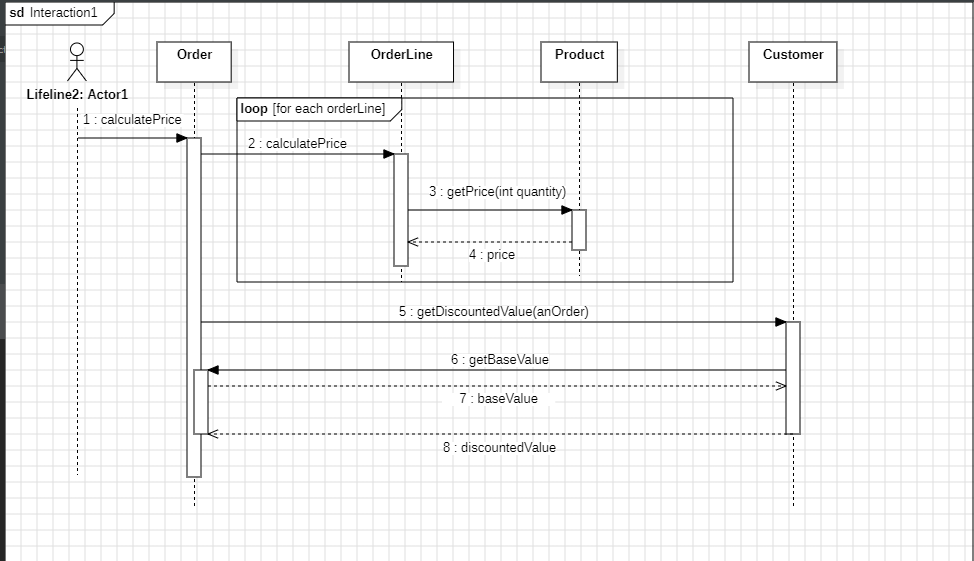 sd Interaction1
Order
OrderLine
Product
Customer
Lifeline2: Actor1
loop [for each orderLine]
1 : calculatePrice
2 : calculatePrice
3 : getPrice(int quantity)
4 : price
5 : getDiscountedValue(anOrder)
6 : getBaseValue
7 : baseValue
8 : discountedValue